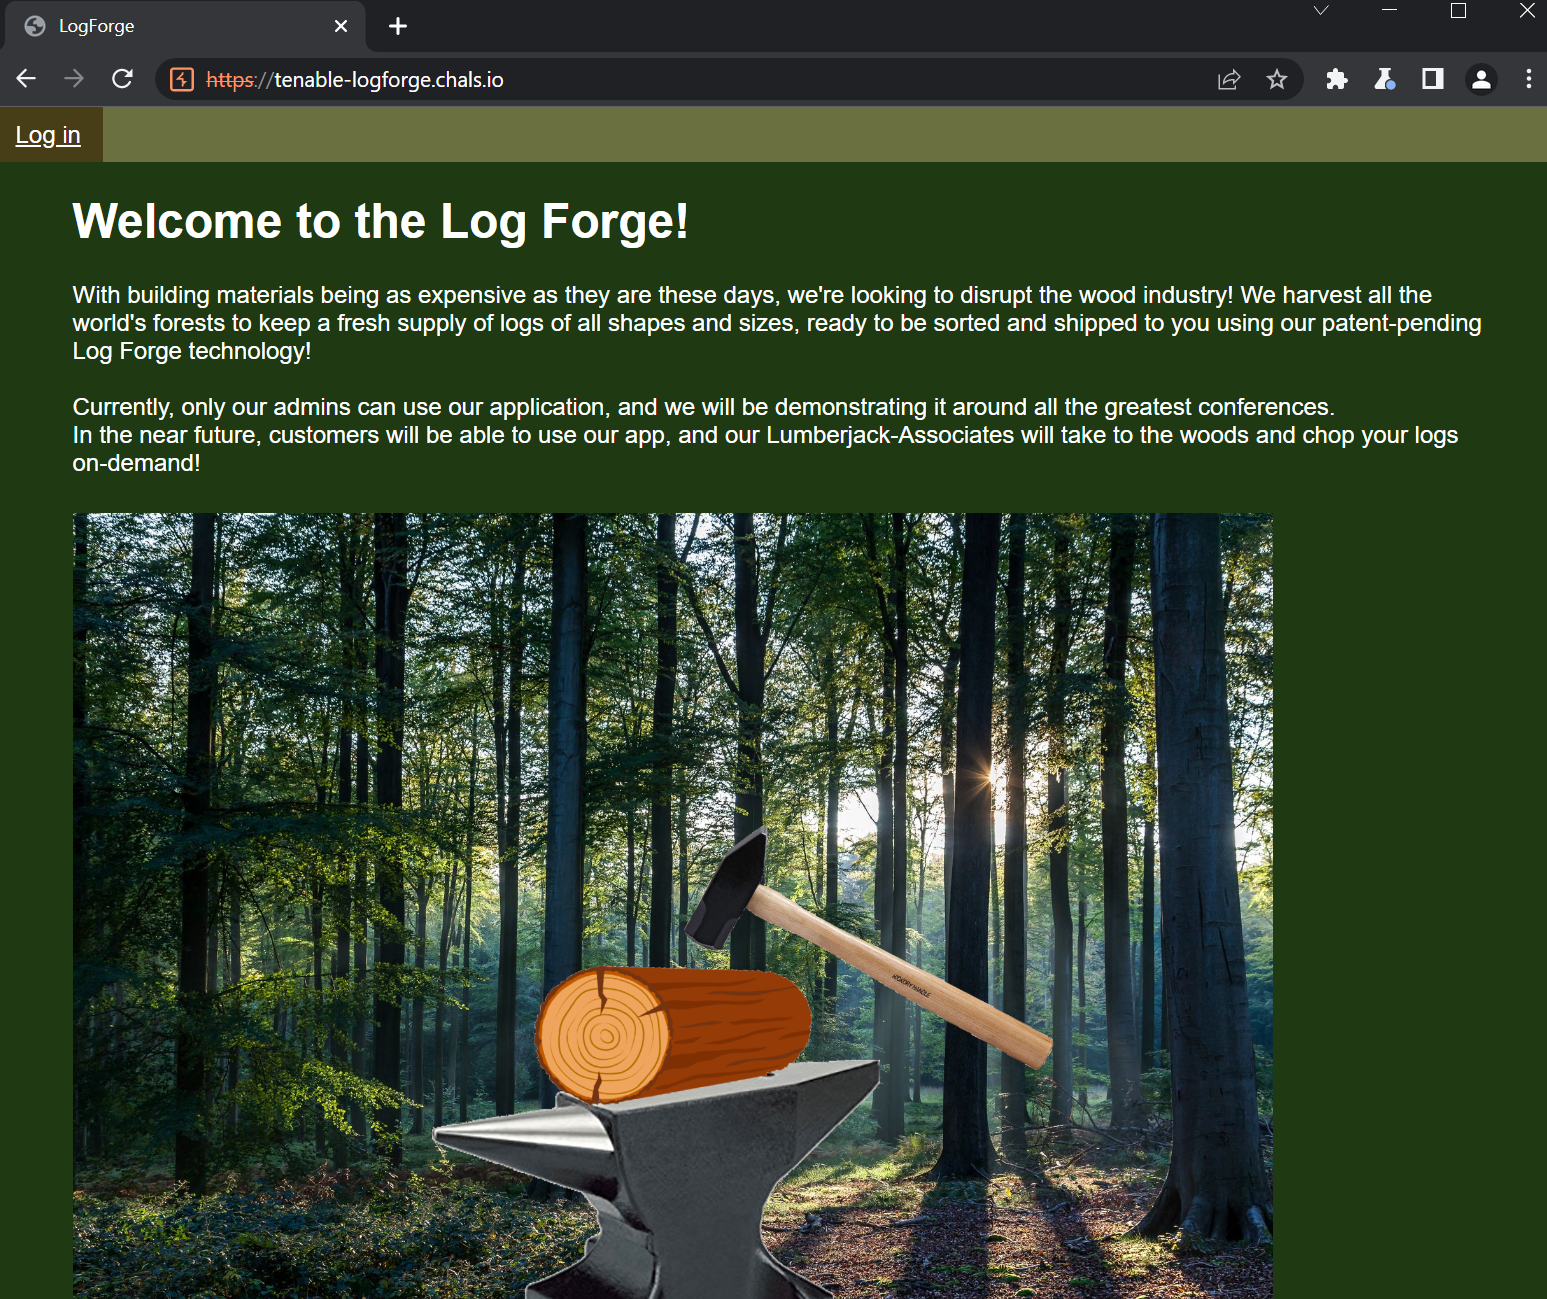 LogForge
https://tenable-logforge.chals.io
Log in
Welcome to the Log Forge!
With building materials being as expensive as they are these days, we're looking to disrupt the wood industry! We harvest all the
world's forests to keep a fresh supply of logs of all shapes and sizes, ready to be sorted and shipped to you using our patent-pending
Log Forge technology!
Currently, only our admins can use our application, and we will be demonstrating it around all the greatest conferences.
In the near future, customers will be able to use our app, and our Lumberjack-Associates will take to the woods and chop your logs
on-demand!
HICKORY HANDLE